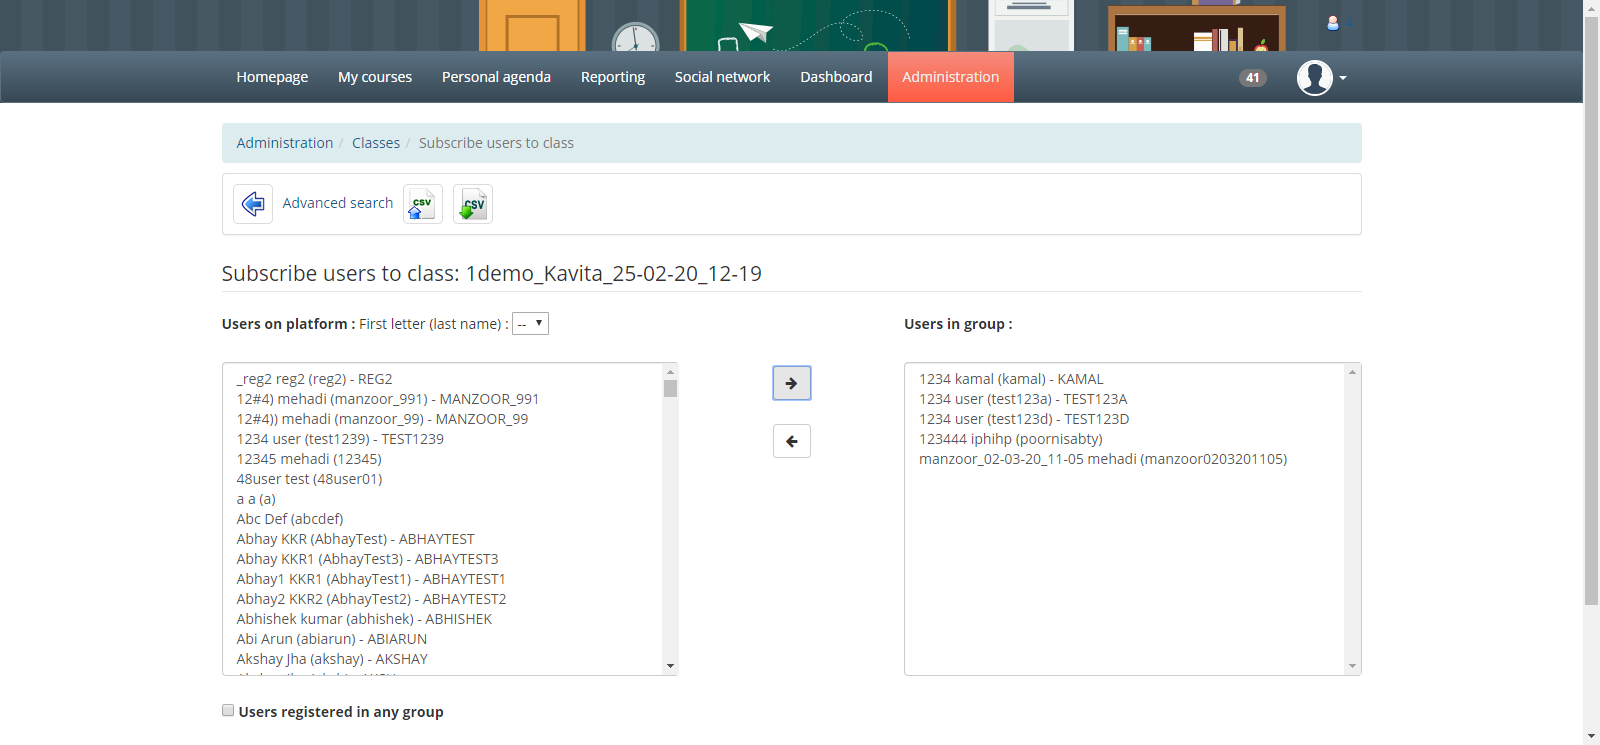 Homepage My courses Personal agenda Reporting Social network Dashboard Administration 41
Administration / Classes / Subscribe users to class
Advanced search CSV CSV
Subscribe users to class: 1demo_Kavita_25-02-20_12-19
Users on platform : First letter (last name) : --
Users in group :
_reg2 reg2 (reg2) - REG2
12#4) mehadi (manzoor_991) - MANZOOR_991
12#4)) mehadi (manzoor_99) - MANZOOR_99
1234 user (test1239) - TEST1239
12345 mehadi (12345)
48user test (48user01)
a a (a)
Abc Def (abcdef)
Abhay KKR (AbhayTest) - ABHAYTEST
Abhay KKR1 (AbhayTest3) - ABHAYTEST3
Abhay1 KKR1 (AbhayTest1) - ABHAYTEST1
Abhay2 KKR2 (AbhayTest2) - ABHAYTEST2
Abhishek kumar (abhishek) - ABHISHEK
Abi Arun (abiarun) - ABIARUN
Akshay Jha (akshay) - AKSHAY
1234 kamal (kamal) - KAMAL
1234 user (test123a) - TEST123A
1234 user (test123d) - TEST123D
123444 iphihp (poornisabty)
manzoor_02-03-20_11-05 mehadi (manzoor0203201105)
Users registered in any group